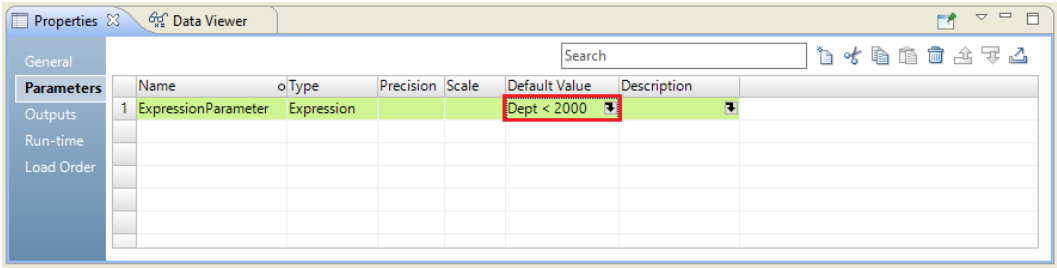 Properties Data Viewer
Search
General
Parameters
Outputs
Run-time
Load Order
Name Type Precision Scale Default Value Description
1 ExpressionParameter Expression Dept < 2000